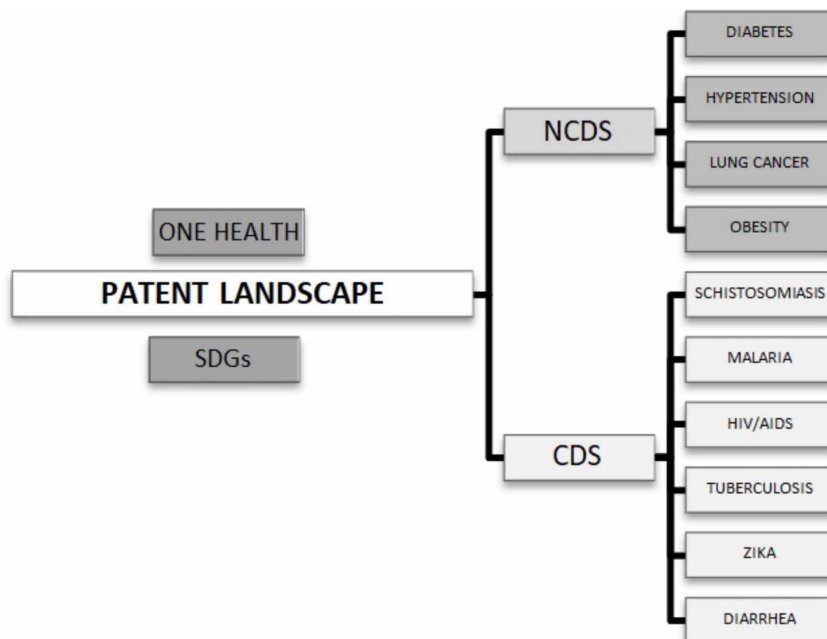 ONE HEALTH
PATENT LANDSCAPE
SDGs
NCDS
DIABETES
HYPERTENSION
LUNG CANCER
OBESITY
CDS
SCHISTOSOMIASIS
MALARIA
HIV/AIDS
TUBERCULOSIS
ZIKA
DIARRHEA